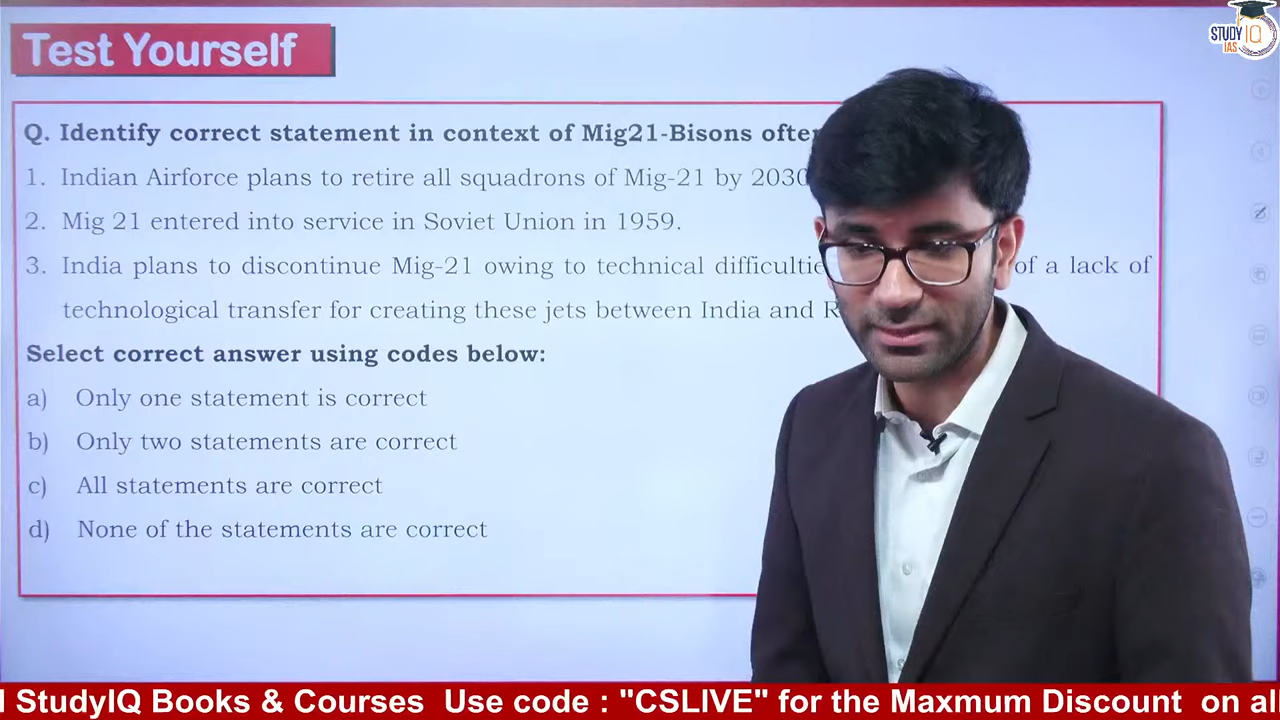 Test Yourself
STUDY IQ
IAS
Q. Identify correct statement in context of Mig21-Bisons
1. Indian Airforce plans to retire all squadrons of Mig-21 by 2030
2. Mig 21 entered into service in Soviet Union in 1959.
3. India plans to discontinue Mig-21 owing to technical of a lack of
technological transfer for creating these jets between India and
Select correct answer using codes below:
a) Only one statement is correct
b) Only two statements are correct
c) All statements are correct
d) None of the statements are correct
StudyIQ Books & Courses Use code : "CSLIVE" for the Maxmum Discount on al